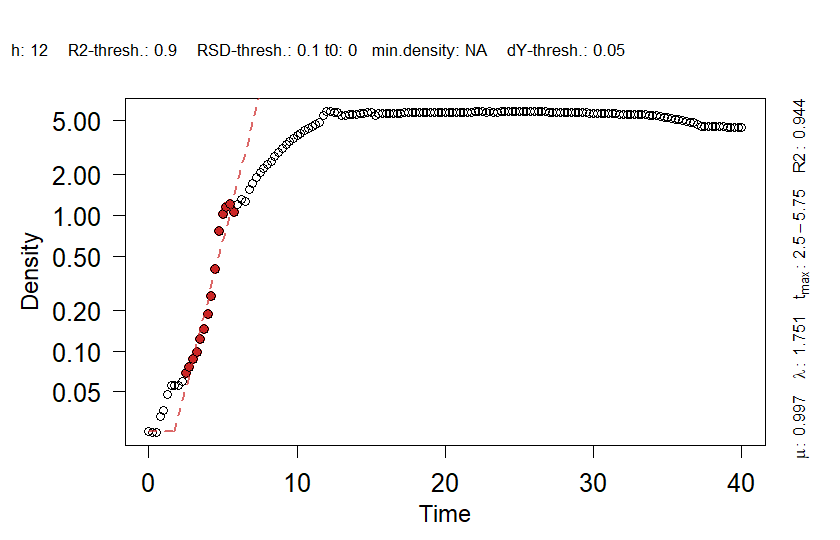 h: 12 R2-thresh.: 0.9 RSD-thresh.: 0.1 t0: 0 min.density: NA dY-thresh.: 0.05
5.00
2.00
1.00
0.50
0.20
0.10
0.05
Density
0 10 20 30 40
Time
μ: 0.997 λ: 1.751 tmax: 2.5 − 5.75 R2: 0.944